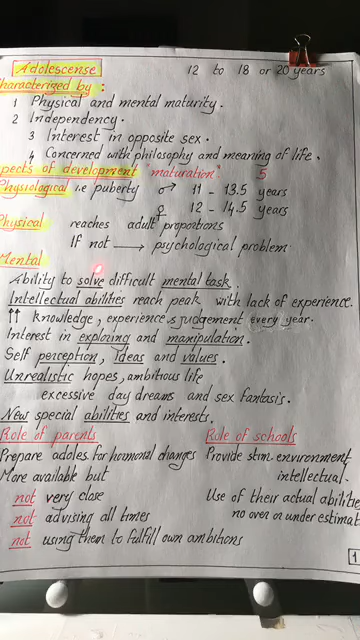 Adolescense 12 to 18 or 20 years
characterized by :
1 Physical and mental maturity.
2 Independency.
3 Interest in opposite sex.
4 Concerned with philosophy and meaning of life.
pects of development maturation: 5
Physiological i.e puberty ♂→ 11 - 13.5 years
♀ 12 - 14.5 years
Physical reaches adult proportions
If not → psychological problem
Mental
Ability to solve difficult mental task.
Intellectual abilities reach peak with lack of experience.
↑↑ knowledge, experience & judgement every year.
Interest in exploring and manipulation.
Self perception, Ideas and values.
Unrealistic hopes, ambitious life
excessive day dreams and sex fantasis.
New special abilities and interests.
Role of parents
Prepare adoles for hormonal changes
More available but
not very close
not advising all times
not using them to fulfill own ambitions
Role of schools
Provide stim. environment
intellectual.
Use of their actual abilitie
no over or under estimat
1